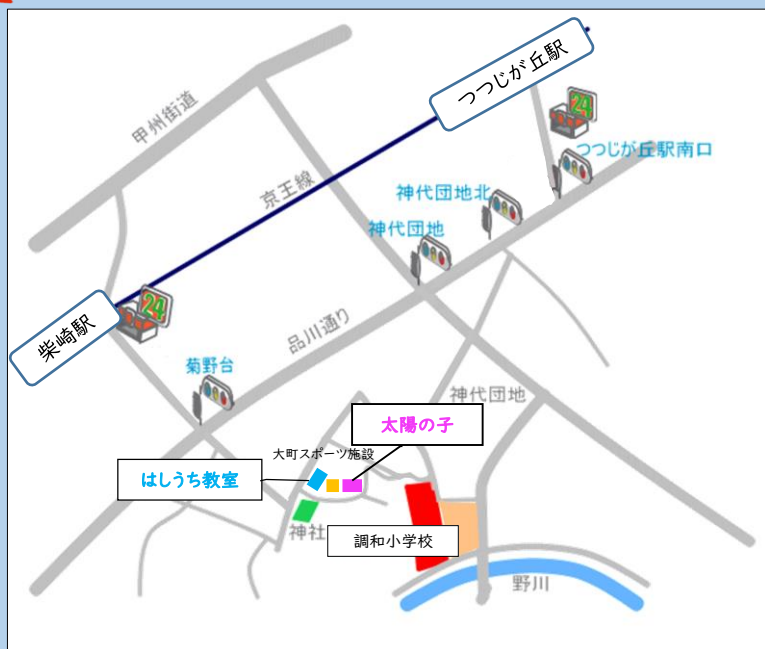 つつじが丘駅
甲州街道
24
つつじが丘駅南口
京王線
神代団地北
神代団地
24
柴崎駅
品川通り
菊野台
神代団地
太陽の子
大町スポーツ施設
はしうち教室
神社
調和小学校
野川